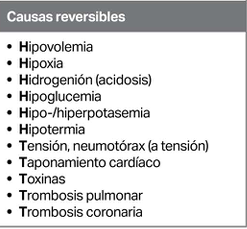 Causas reversibles
• Hipovolemia
• Hipoxia
• Hidrogenión (acidosis)
• Hipoglucemia
• Hipo-/hiperpotasemia
• Hipotermia
• Tensión, neumotórax (a tensión)
• Taponamiento cardíaco
• Toxinas
• Trombosis pulmonar
• Trombosis coronaria